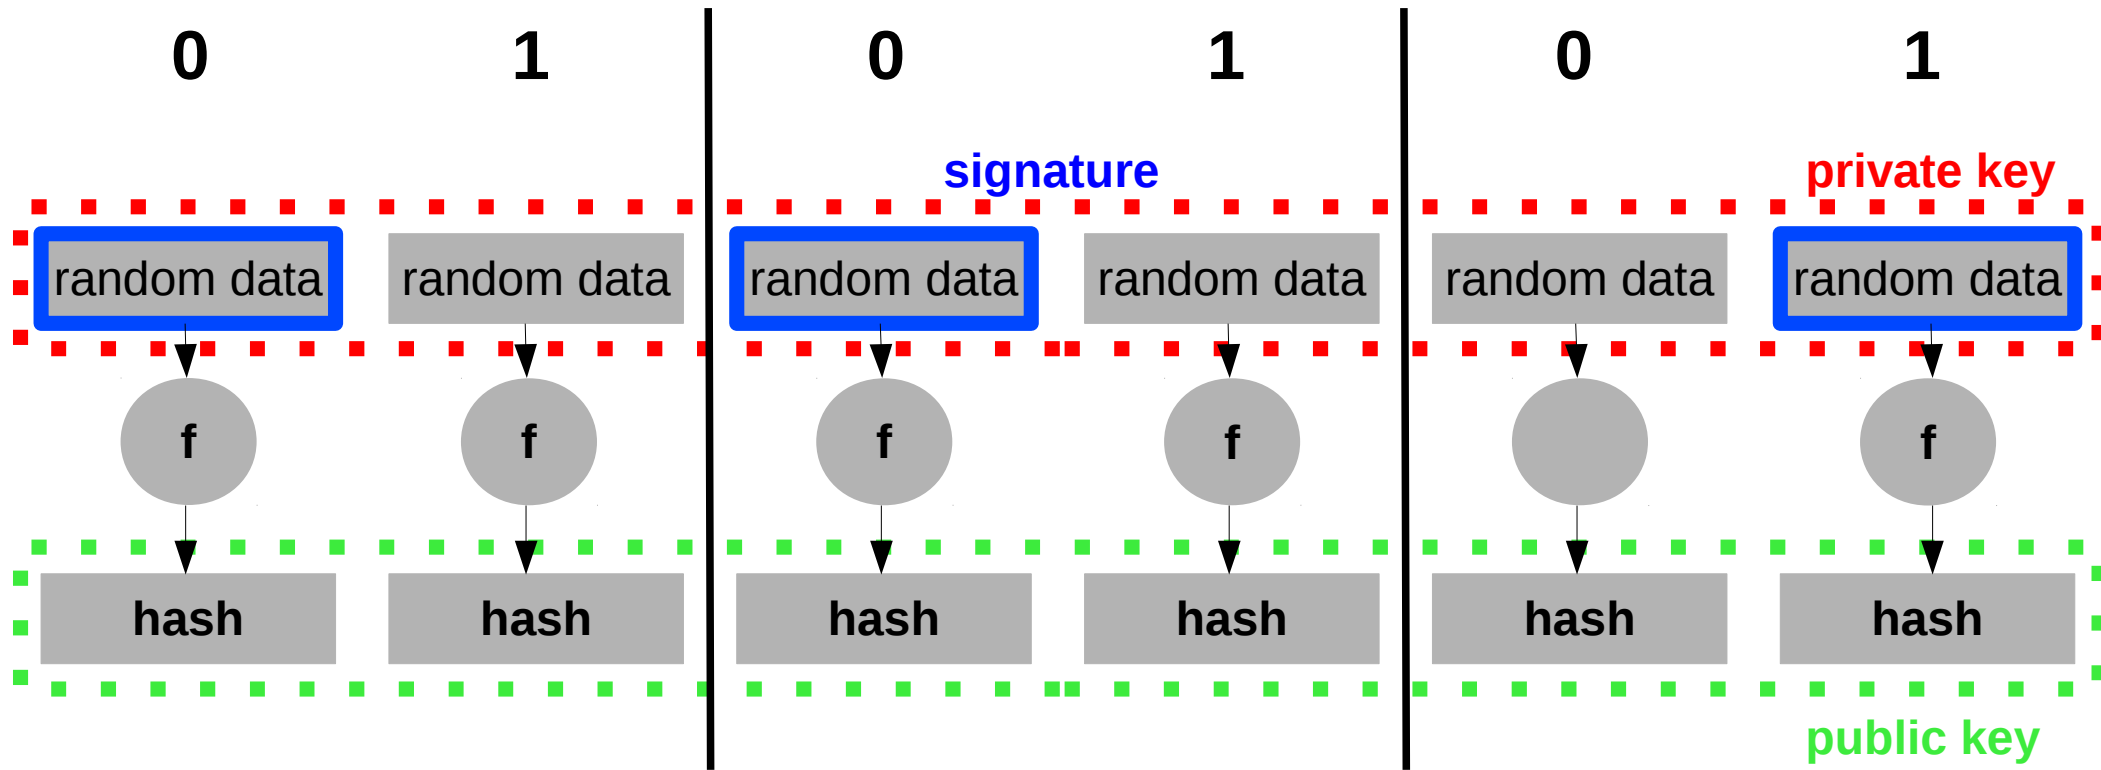 0 1 0 1 0 1
signature private key
random data random data random data random data random data random data
f f f f f
hash hash hash hash hash hash
public key